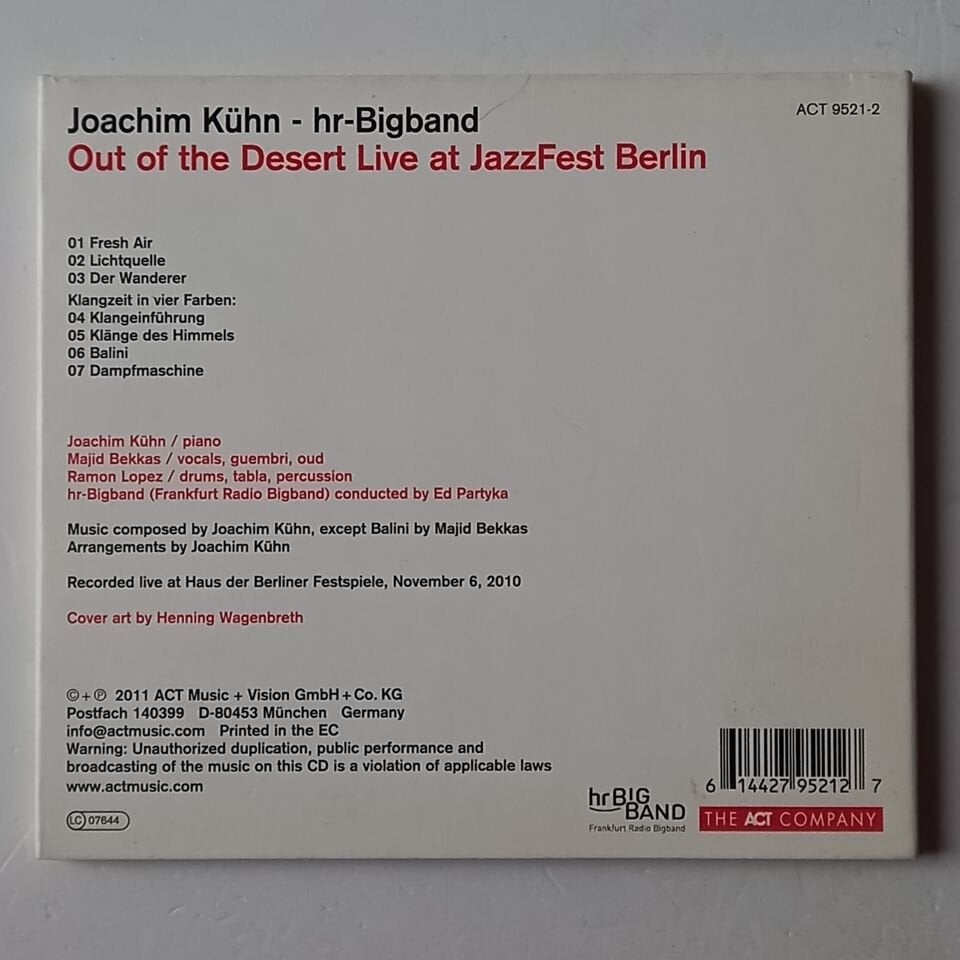 Joachim Kühn - hr-Bigband
ACT 9521-2
Out of the Desert Live at JazzFest Berlin
01 Fresh Air
02 Lichtquelle
03 Der Wanderer
Klangzeit in vier Farben:
04 Klangeinführung
05 Klänge des Himmels
06 Balini
07 Dampfmaschine
Joachim Kühn / piano
Majid Bekkas / vocals, guembri, oud
Ramon Lopez / drums, tabla, percussion
hr-Bigband (Frankfurt Radio Bigband) conducted by Ed Partyka
Music composed by Joachim Kühn, except Balini by Majid Bekkas
Arrangements by Joachim Kühn
Recorded live at Haus der Berliner Festspiele, November 6, 2010
Cover art by Henning Wagenbreth
©+℗ 2011 ACT Music + Vision GmbH + Co. KG
Postfach 140399 D-80453 München Germany
info@actmusic.com Printed in the EC
Warning: Unauthorized duplication, public performance and
broadcasting of the music on this CD is a violation of applicable laws
www.actmusic.com
LC 07644
hr BIG
BAND
Frankfurt Radio Bigband
6 14427 95212 7
THE ACT COMPANY